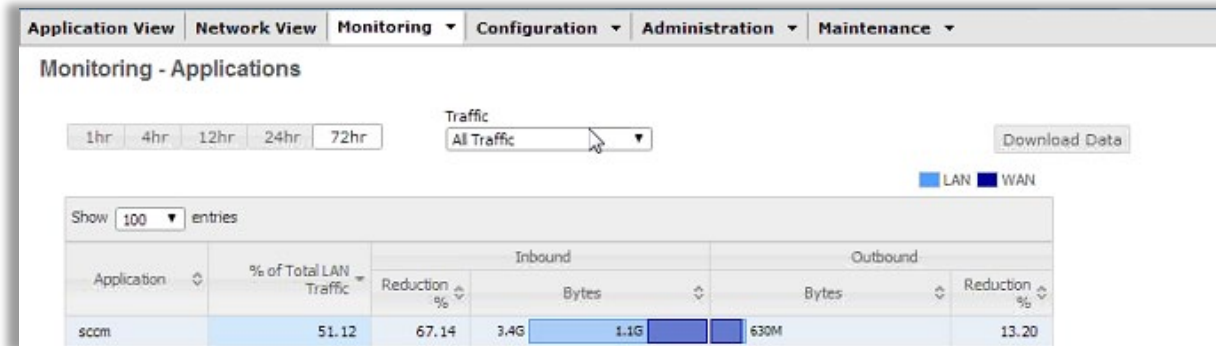 Application View Network View Monitoring Configuration Administration Maintenance
Monitoring - Applications
Traffic
1hr 4hr 12hr 24hr 72hr All Traffic Download Data
LAN WAN
Show 100 entries
Inbound Outbound
Application % of Total LAN Traffic Reduction % Bytes Bytes Reduction %
sccm 51.12 67.14 3.4G 1.1G 630M 13.20